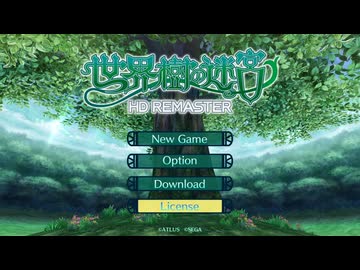 世界樹の迷宮
HD REMASTER
New Game
Option
Download
License
©ATLUS ©SEGA